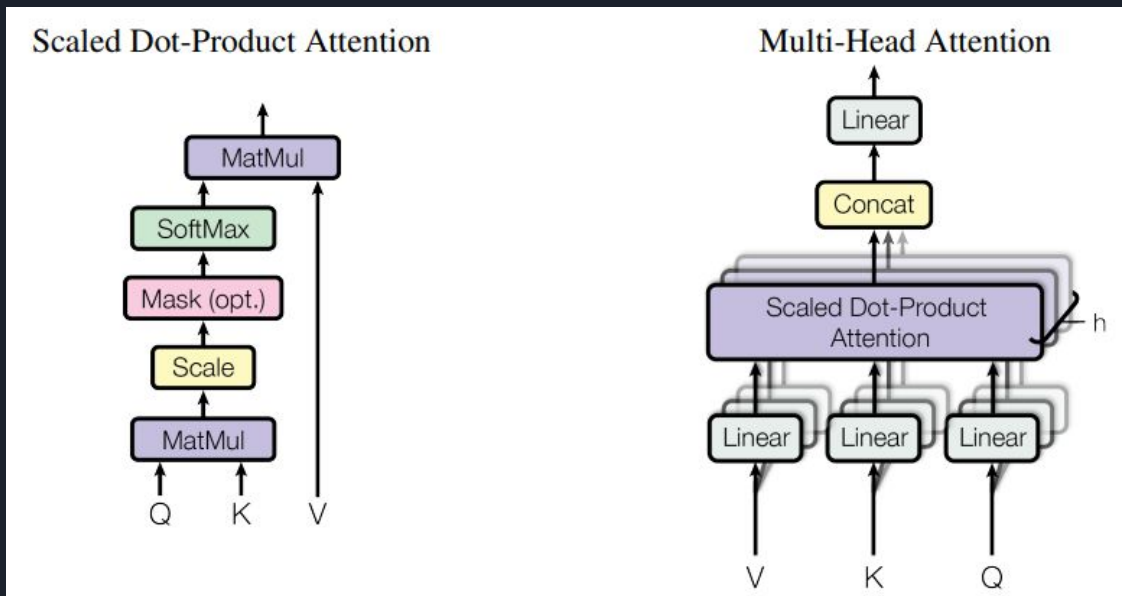 Scaled Dot-Product Attention
MatMul
SoftMax
Mask (opt.)
Scale
MatMul
Q K V
Multi-Head Attention
Linear
Concat
Scaled Dot-Product
Attention
h
Linear Linear Linear
V K Q